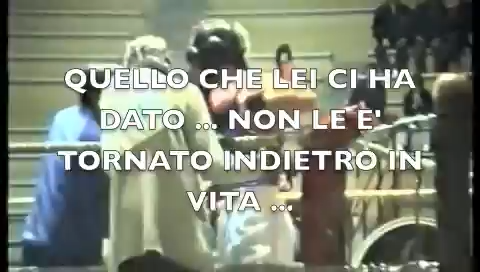 QUELLO CHE LEI CI HA
DATO ... NON LE E'
TORNATO INDIETRO IN
VITA ...